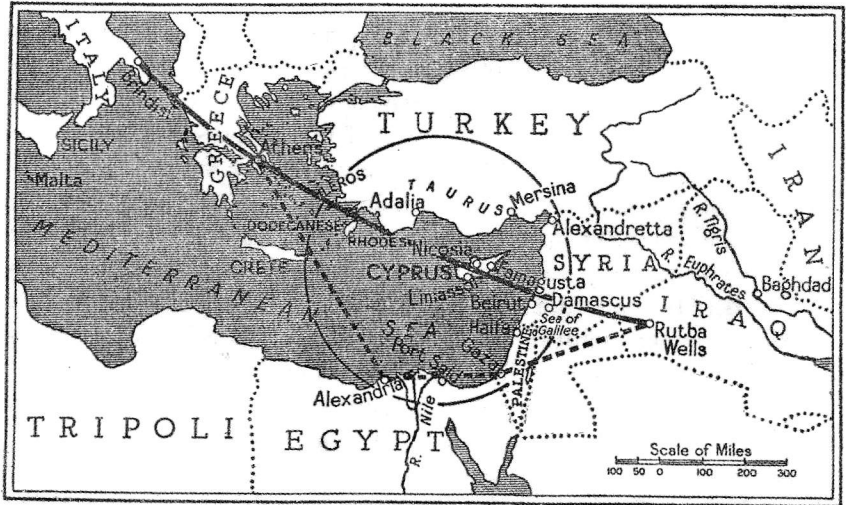 BLACK SEA
ITALY
Brindisi
GREECE
TURKEY
SICILY
Athens
IRAN
Malta
LEROS
TAURUS
Adalia
Mersina
R. Tigris
DODECANESE
RHODES
Alexandretta
MEDITERRANEAN
SEA
CRETE
Nicosia
CYPRUS
Famagusta
SYRIA
R. Euphrates
Baghdad
Limiassol
Beirut
Damascus
IRAQ
Haifa
Sea of
Galilee
Rutba
Wells
Port Said
Gaza
PALESTINE
Alexandria
R. Nile
TRIPOLI
EGYPT
Scale of Miles
100 50 0 100 200 300